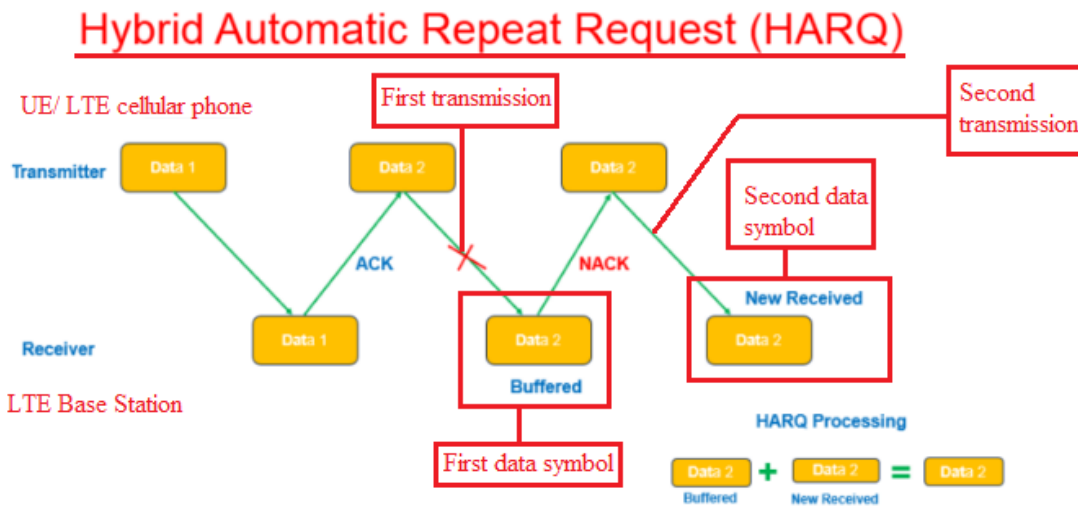 Hybrid Automatic Repeat Request (HARQ)
UE/ LTE cellular phone
First transmission
Second
transmission
Transmitter
Data 1
Data 2
Data 2
Second data
symbol
ACK
NACK
New Received
Receiver
Data 1
Data 2
Data 2
Buffered
LTE Base Station
First data symbol
HARQ Processing
Data 2 + Data 2 = Data 2
Buffered
New Received